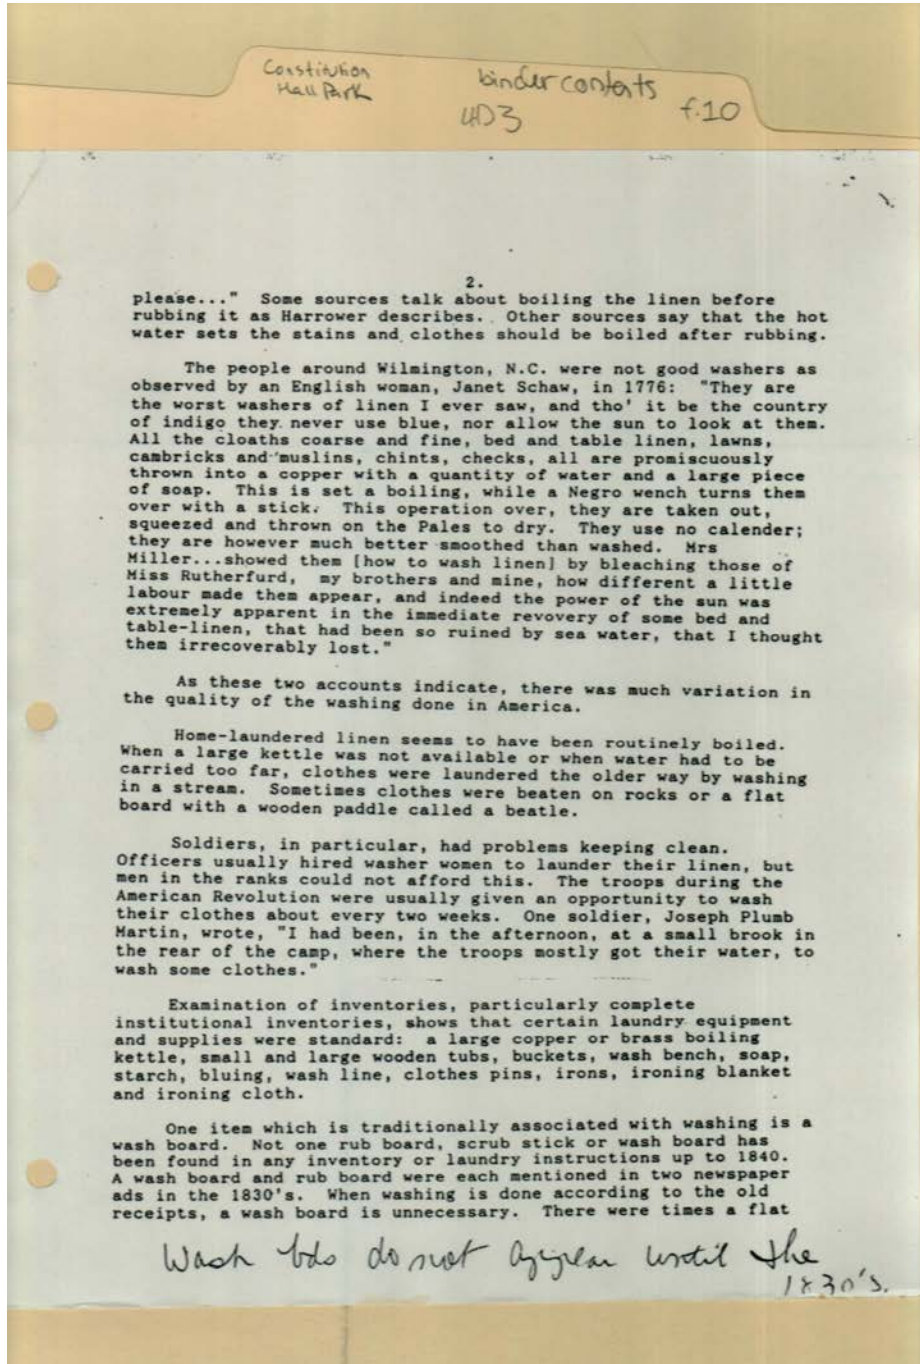 Constitution
Hall Park
binder contents
4D3
f.10
2.
please..." Some sources talk about boiling the linen before
rubbing it as Harrower describes. Other sources say that the hot
water sets the stains and clothes should be boiled after rubbing.
The people around Wilmington, N.C. were not good washers as
observed by an English woman, Janet Schaw, in 1776: "They are
the worst washers of linen I ever saw, and tho' it be the country
of indigo they never use blue, nor allow the sun to look at them.
All the cloaths coarse and fine, bed and table linen, lawns,
cambricks and muslins, chints, checks, all are promiscuously
thrown into a copper with a quantity of water and a large piece
of soap. This is set a boiling, while a Negro wench turns them
over with a stick. This operation over, they are taken out,
squeezed and thrown on the Pales to dry. They use no calender;
they are however much better smoothed than washed. Mrs
Miller...showed them [how to wash linen] by bleaching those of
Miss Rutherfurd, my brothers and mine, how different a little
labour made them appear, and indeed the power of the sun was
extremely apparent in the immediate revovery of some bed and
table-linen, that had been so ruined by sea water, that I thought
them irrecoverably lost."
As these two accounts indicate, there was much variation in
the quality of the washing done in America.
Home-laundered linen seems to have been routinely boiled.
When a large kettle was not available or when water had to be
carried too far, clothes were laundered the older way by washing
in a stream. Sometimes clothes were beaten on rocks or a flat
board with a wooden paddle called a beatle.
Soldiers, in particular, had problems keeping clean.
Officers usually hired washer women to launder their linen, but
men in the ranks could not afford this. The troops during the
American Revolution were usually given an opportunity to wash
their clothes about every two weeks. One soldier, Joseph Plumb
Martin, wrote, "I had been, in the afternoon, at a small brook in
the rear of the camp, where the troops mostly got their water, to
wash some clothes."
Examination of inventories, particularly complete
institutional inventories, shows that certain laundry equipment
and supplies were standard: a large copper or brass boiling
kettle, small and large wooden tubs, buckets, wash bench, soap,
starch, bluing, wash line, clothes pins, irons, ironing blanket
and ironing cloth.
One item which is traditionally associated with washing is a
wash board. Not one rub board, scrub stick or wash board has
been found in any inventory or laundry instructions up to 1840.
A wash board and rub board were each mentioned in two newspaper
ads in the 1830's. When washing is done according to the old
receipts, a wash board is unnecessary. There were times a flat
Wash bds do not appear until the
1830's.